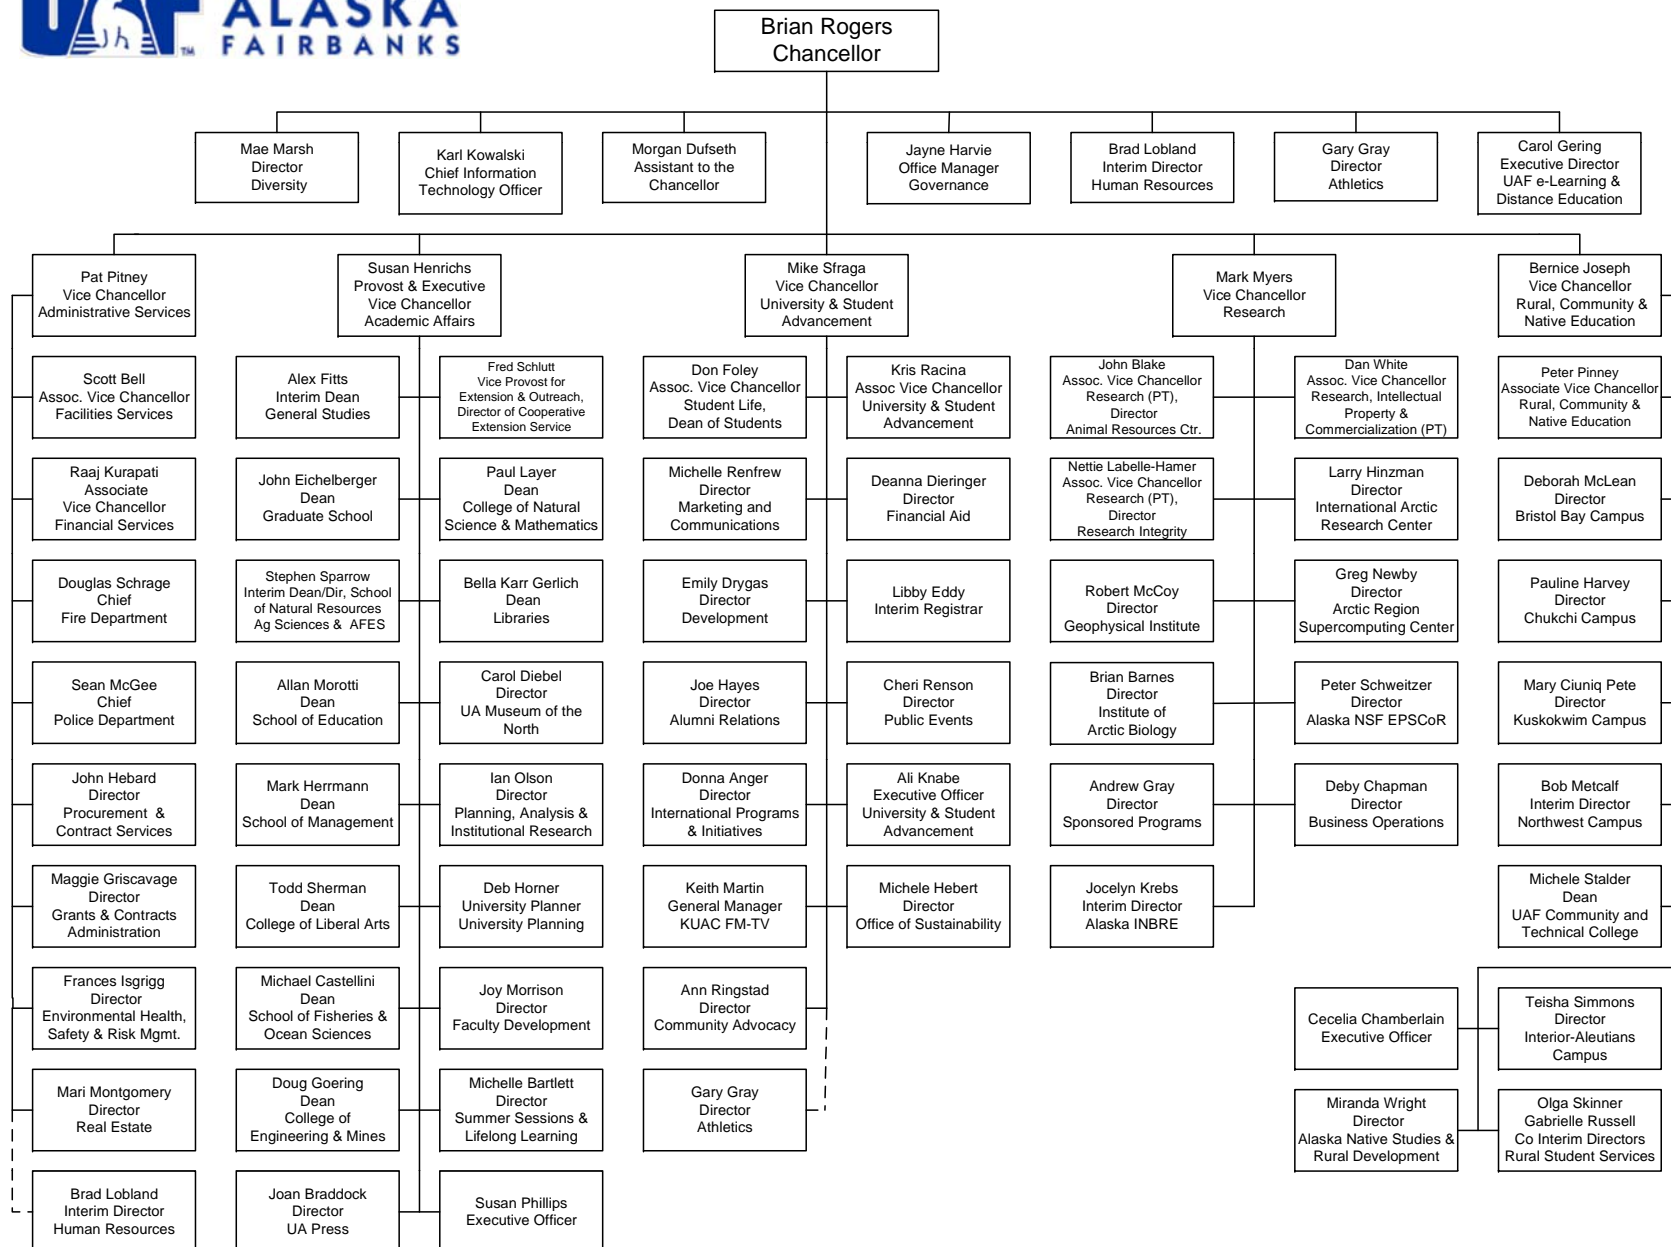 ALASKA
FAIRBANKS
TM
Brian Rogers
Chancellor
Mae Marsh
Director
Diversity
Karl Kowalski
Chief Information
Technology Officer
Morgan Dufseth
Assistant to the
Chancellor
Jayne Harvie
Office Manager
Governance
Brad Lobland
Interim Director
Human Resources
Gary Gray
Director
Athletics
Carol Gering
Executive Director
UAF e-Learning &
Distance Education
Pat Pitney
Vice Chancellor
Administrative Services
Susan Henrichs
Provost & Executive
Vice Chancellor
Academic Affairs
Mike Sfraga
Vice Chancellor
University & Student
Advancement
Mark Myers
Vice Chancellor
Research
Bernice Joseph
Vice Chancellor
Rural, Community &
Native Education
Scott Bell
Assoc. Vice Chancellor
Facilities Services
Alex Fitts
Interim Dean
General Studies
Fred Schlutt
Vice Provost for
Extension & Outreach,
Director of Cooperative
Extension Service
Don Foley
Assoc. Vice Chancellor
Student Life,
Dean of Students
Kris Racina
Assoc Vice Chancellor
University & Student
Advancement
John Blake
Assoc. Vice Chancellor
Research (PT),
Director
Animal Resources Ctr.
Dan White
Assoc. Vice Chancellor
Research, Intellectual
Property &
Commercialization (PT)
Peter Pinney
Associate Vice Chancellor
Rural, Community &
Native Education
Raaj Kurapati
Associate
Vice Chancellor
Financial Services
John Eichelberger
Dean
Graduate School
Paul Layer
Dean
College of Natural
Science & Mathematics
Michelle Renfrew
Director
Marketing and
Communications
Deanna Dieringer
Director
Financial Aid
Nettie Labelle-Hamer
Assoc. Vice Chancellor
Research (PT),
Director
Research Integrity
Larry Hinzman
Director
International Arctic
Research Center
Deborah McLean
Director
Bristol Bay Campus
Douglas Schrage
Chief
Fire Department
Stephen Sparrow
Interim Dean/Dir, School
of Natural Resources
Ag Sciences & AFES
Bella Karr Gerlich
Dean
Libraries
Emily Drygas
Director
Development
Libby Eddy
Interim Registrar
Robert McCoy
Director
Geophysical Institute
Greg Newby
Director
Arctic Region
Supercomputing Center
Pauline Harvey
Director
Chukchi Campus
Sean McGee
Chief
Police Department
Allan Morotti
Dean
School of Education
Carol Diebel
Director
UA Museum of the
North
Joe Hayes
Director
Alumni Relations
Cheri Renson
Director
Public Events
Brian Barnes
Director
Institute of
Arctic Biology
Peter Schweitzer
Director
Alaska NSF EPSCoR
Mary Ciuniq Pete
Director
Kuskokwim Campus
John Hebard
Director
Procurement &
Contract Services
Mark Herrmann
Dean
School of Management
Ian Olson
Director
Planning, Analysis &
Institutional Research
Donna Anger
Director
International Programs
& Initiatives
Ali Knabe
Executive Officer
University & Student
Advancement
Andrew Gray
Director
Sponsored Programs
Deby Chapman
Director
Business Operations
Bob Metcalf
Interim Director
Northwest Campus
Maggie Griscavage
Director
Grants & Contracts
Administration
Todd Sherman
Dean
College of Liberal Arts
Deb Horner
University Planner
University Planning
Keith Martin
General Manager
KUAC FM-TV
Michele Hebert
Director
Office of Sustainability
Jocelyn Krebs
Interim Director
Alaska INBRE
Michele Stalder
Dean
UAF Community and
Technical College
Frances Isgrigg
Director
Environmental Health,
Safety & Risk Mgmt.
Michael Castellini
Dean
School of Fisheries &
Ocean Sciences
Joy Morrison
Director
Faculty Development
Ann Ringstad
Director
Community Advocacy
Cecelia Chamberlain
Executive Officer
Teisha Simmons
Director
Interior-Aleutians
Campus
Mari Montgomery
Director
Real Estate
Doug Goering
Dean
College of
Engineering & Mines
Michelle Bartlett
Director
Summer Sessions &
Lifelong Learning
Gary Gray
Director
Athletics
Miranda Wright
Director
Alaska Native Studies &
Rural Development
Olga Skinner
Gabrielle Russell
Co Interim Directors
Rural Student Services
Brad Lobland
Interim Director
Human Resources
Joan Braddock
Director
UA Press
Susan Phillips
Executive Officer